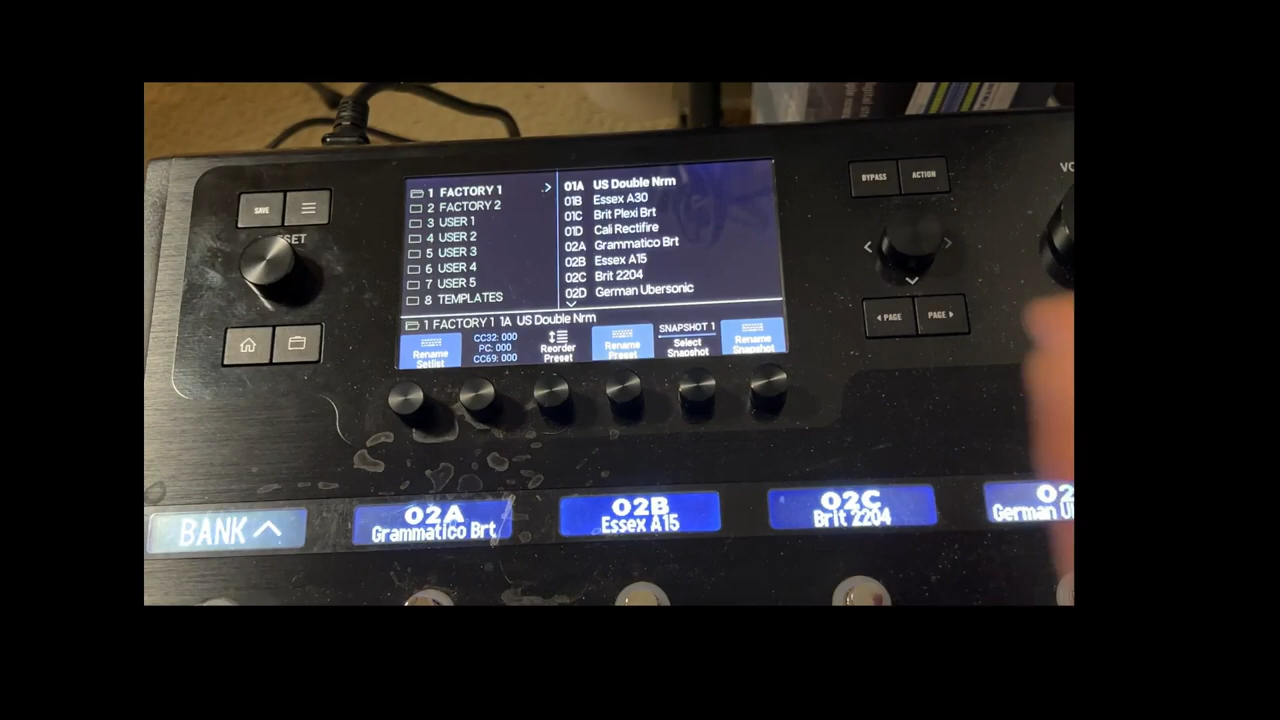 SAVE
SET
BYPASS
ACTION
VO
1 FACTORY 1
2 FACTORY 2
3 USER 1
4 USER 2
5 USER 3
6 USER 4
7 USER 5
8 TEMPLATES
01A US Double Nrm
01B Essex A30
01C Brit Plexi Brt
01D Cali Rectifire
02A Grammatico Brt
02B Essex A15
02C Brit 2204
02D German Ubersonic
1 FACTORY 1 1A US Double Nrm
Rename
Setlist
CC32: 000
PC: 000
CC69: 000
Reorder
Preset
Rename
Preset
SNAPSHOT 1
Select
Snapshot
Rename
Snapshot
PAGE
PAGE
BANK
02A
Grammatico Brt
02B
Essex A15
02C
Brit 2204
02
German U